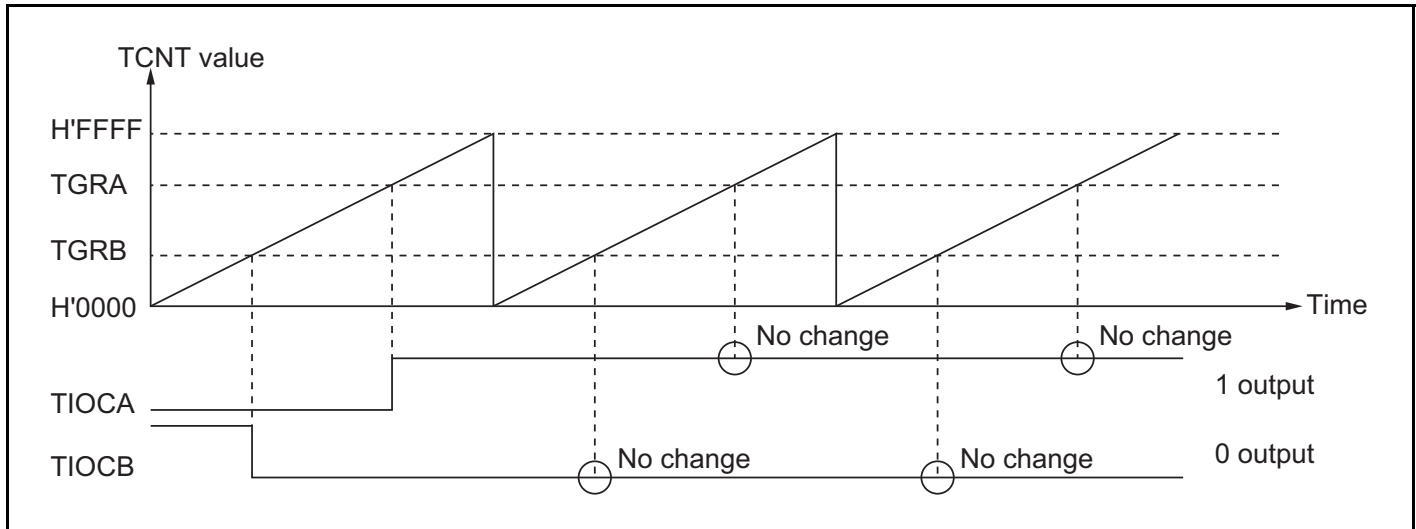 TCNT value
H'FFFF
TGRA
TGRB
H'0000
Time
No change
No change
1 output
TIOCA
No change
No change
0 output
TIOCB